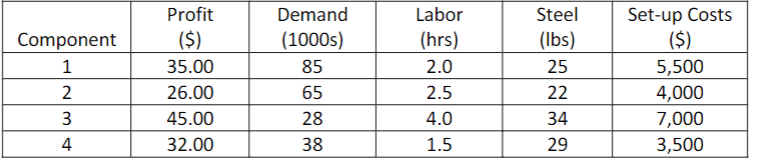 Component Profit ($) Demand (1000s) Labor (hrs) Steel (lbs) Set-up Costs ($)
1 35.00 85 2.0 25 5,500
2 26.00 65 2.5 22 4,000
3 45.00 28 4.0 34 7,000
4 32.00 38 1.5 29 3,500